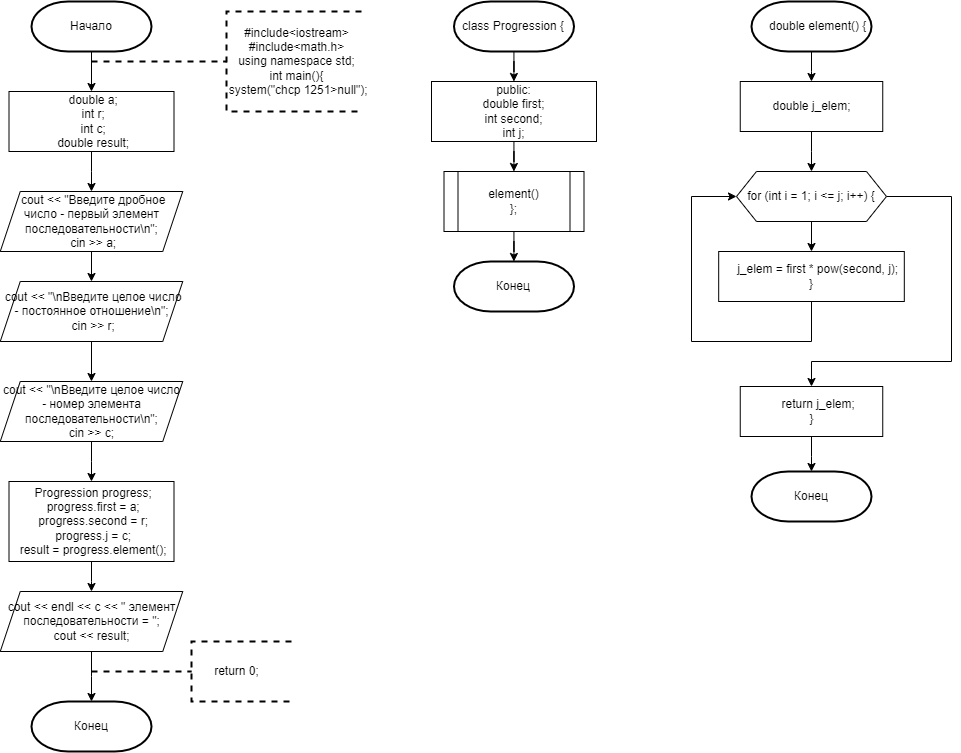 Начало
#include<iostream>
#include<math.h>
using namespace std;
int main(){
system("chcp 1251>null");
double a;
int r;
int c;
double result;
cout << "Введите дробное
число - первый элемент
последовательности\n";
cin >> a;
cout << "\nВведите целое число
- постоянное отношение\n";
cin >> r;
cout << "\nВведите целое число
- номер элемента
последовательности\n";
cin >> c;
Progression progress;
progress.first = a;
progress.second = r;
progress.j = c;
result = progress.element();
cout << endl << c << " элемент
последовательности = ";
cout << result;
return 0;
Конец
class Progression {
public:
double first;
int second;
int j;
element()
};
Конец
double element() {
double j_elem;
for (int i = 1; i <= j; i++) {
j_elem = first * pow(second, j);
}
return j_elem;
}
Конец